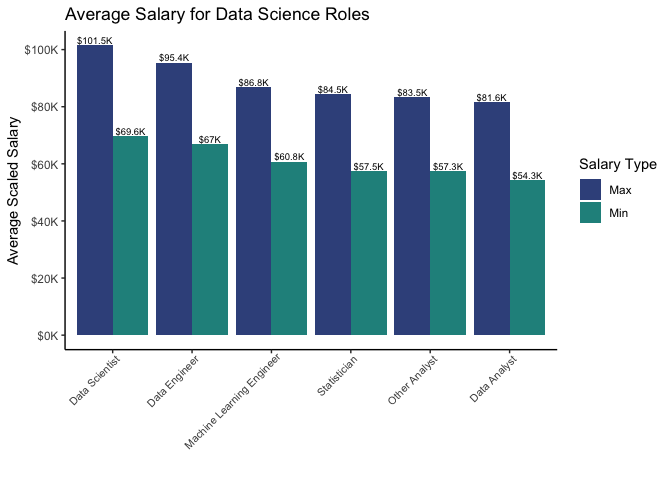 Average Salary for Data Science Roles
Average Scaled Salary
$100K
$80K
$60K
$40K
$20K
$0K
$101.5K
$69.6K
$95.4K
$67K
$86.8K
$60.8K
$84.5K
$57.5K
$83.5K
$57.3K
$81.6K
$54.3K
Data Scientist
Data Engineer
Machine Learning Engineer
Statistician
Other Analyst
Data Analyst
Salary Type
Max
Min